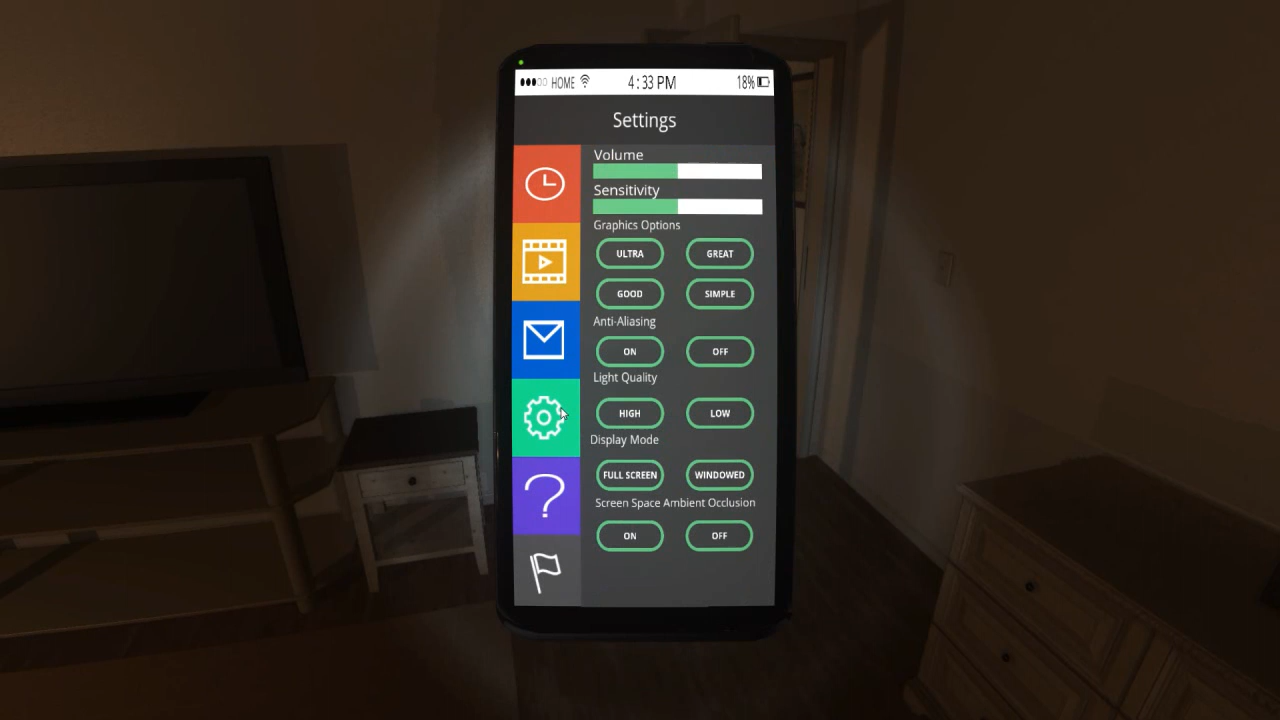 HOME 4:33 PM 18%
Settings
Volume
Sensitivity
Graphics Options
ULTRA GREAT
GOOD SIMPLE
Anti-Aliasing
ON OFF
Light Quality
HIGH LOW
Display Mode
FULL SCREEN WINDOWED
Screen Space Ambient Occlusion
ON OFF